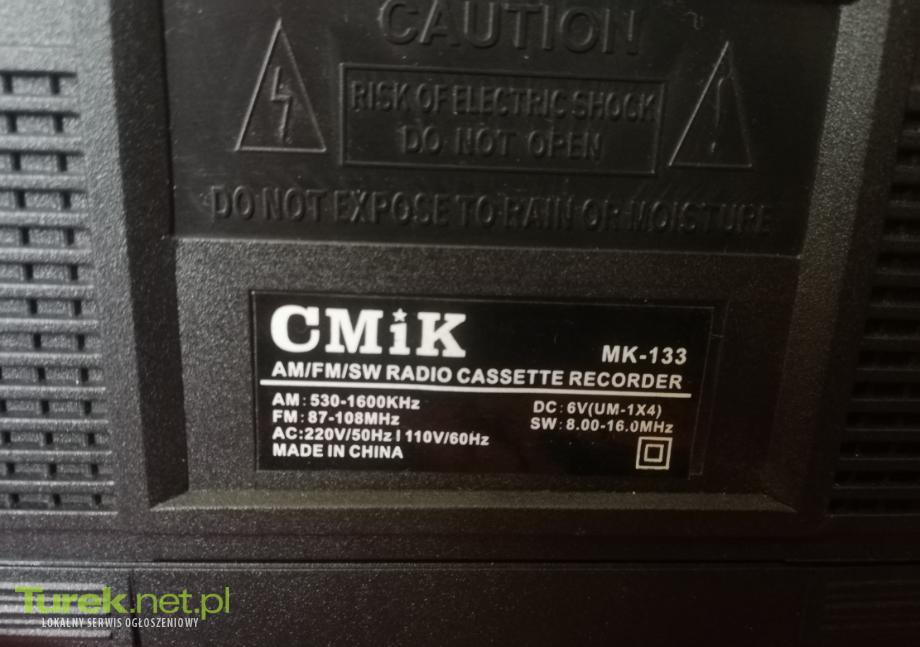 CAUTION
RISK OF ELECTRIC SHOCK
DO NOT OPEN
DO NOT EXPOSE TO RAIN OR MOISTURE
CMiK
MK-133
AM/FM/SW RADIO CASSETTE RECORDER
AM: 530-1600KHz
DC: 6V(UM-1X4)
FM: 87-108MHz
SW: 8.00-16.0MHz
AC:220V/50Hz | 110V/60Hz
MADE IN CHINA
Turek.net.pl
LOKALNY SERWIS OGŁOSZENIOWY